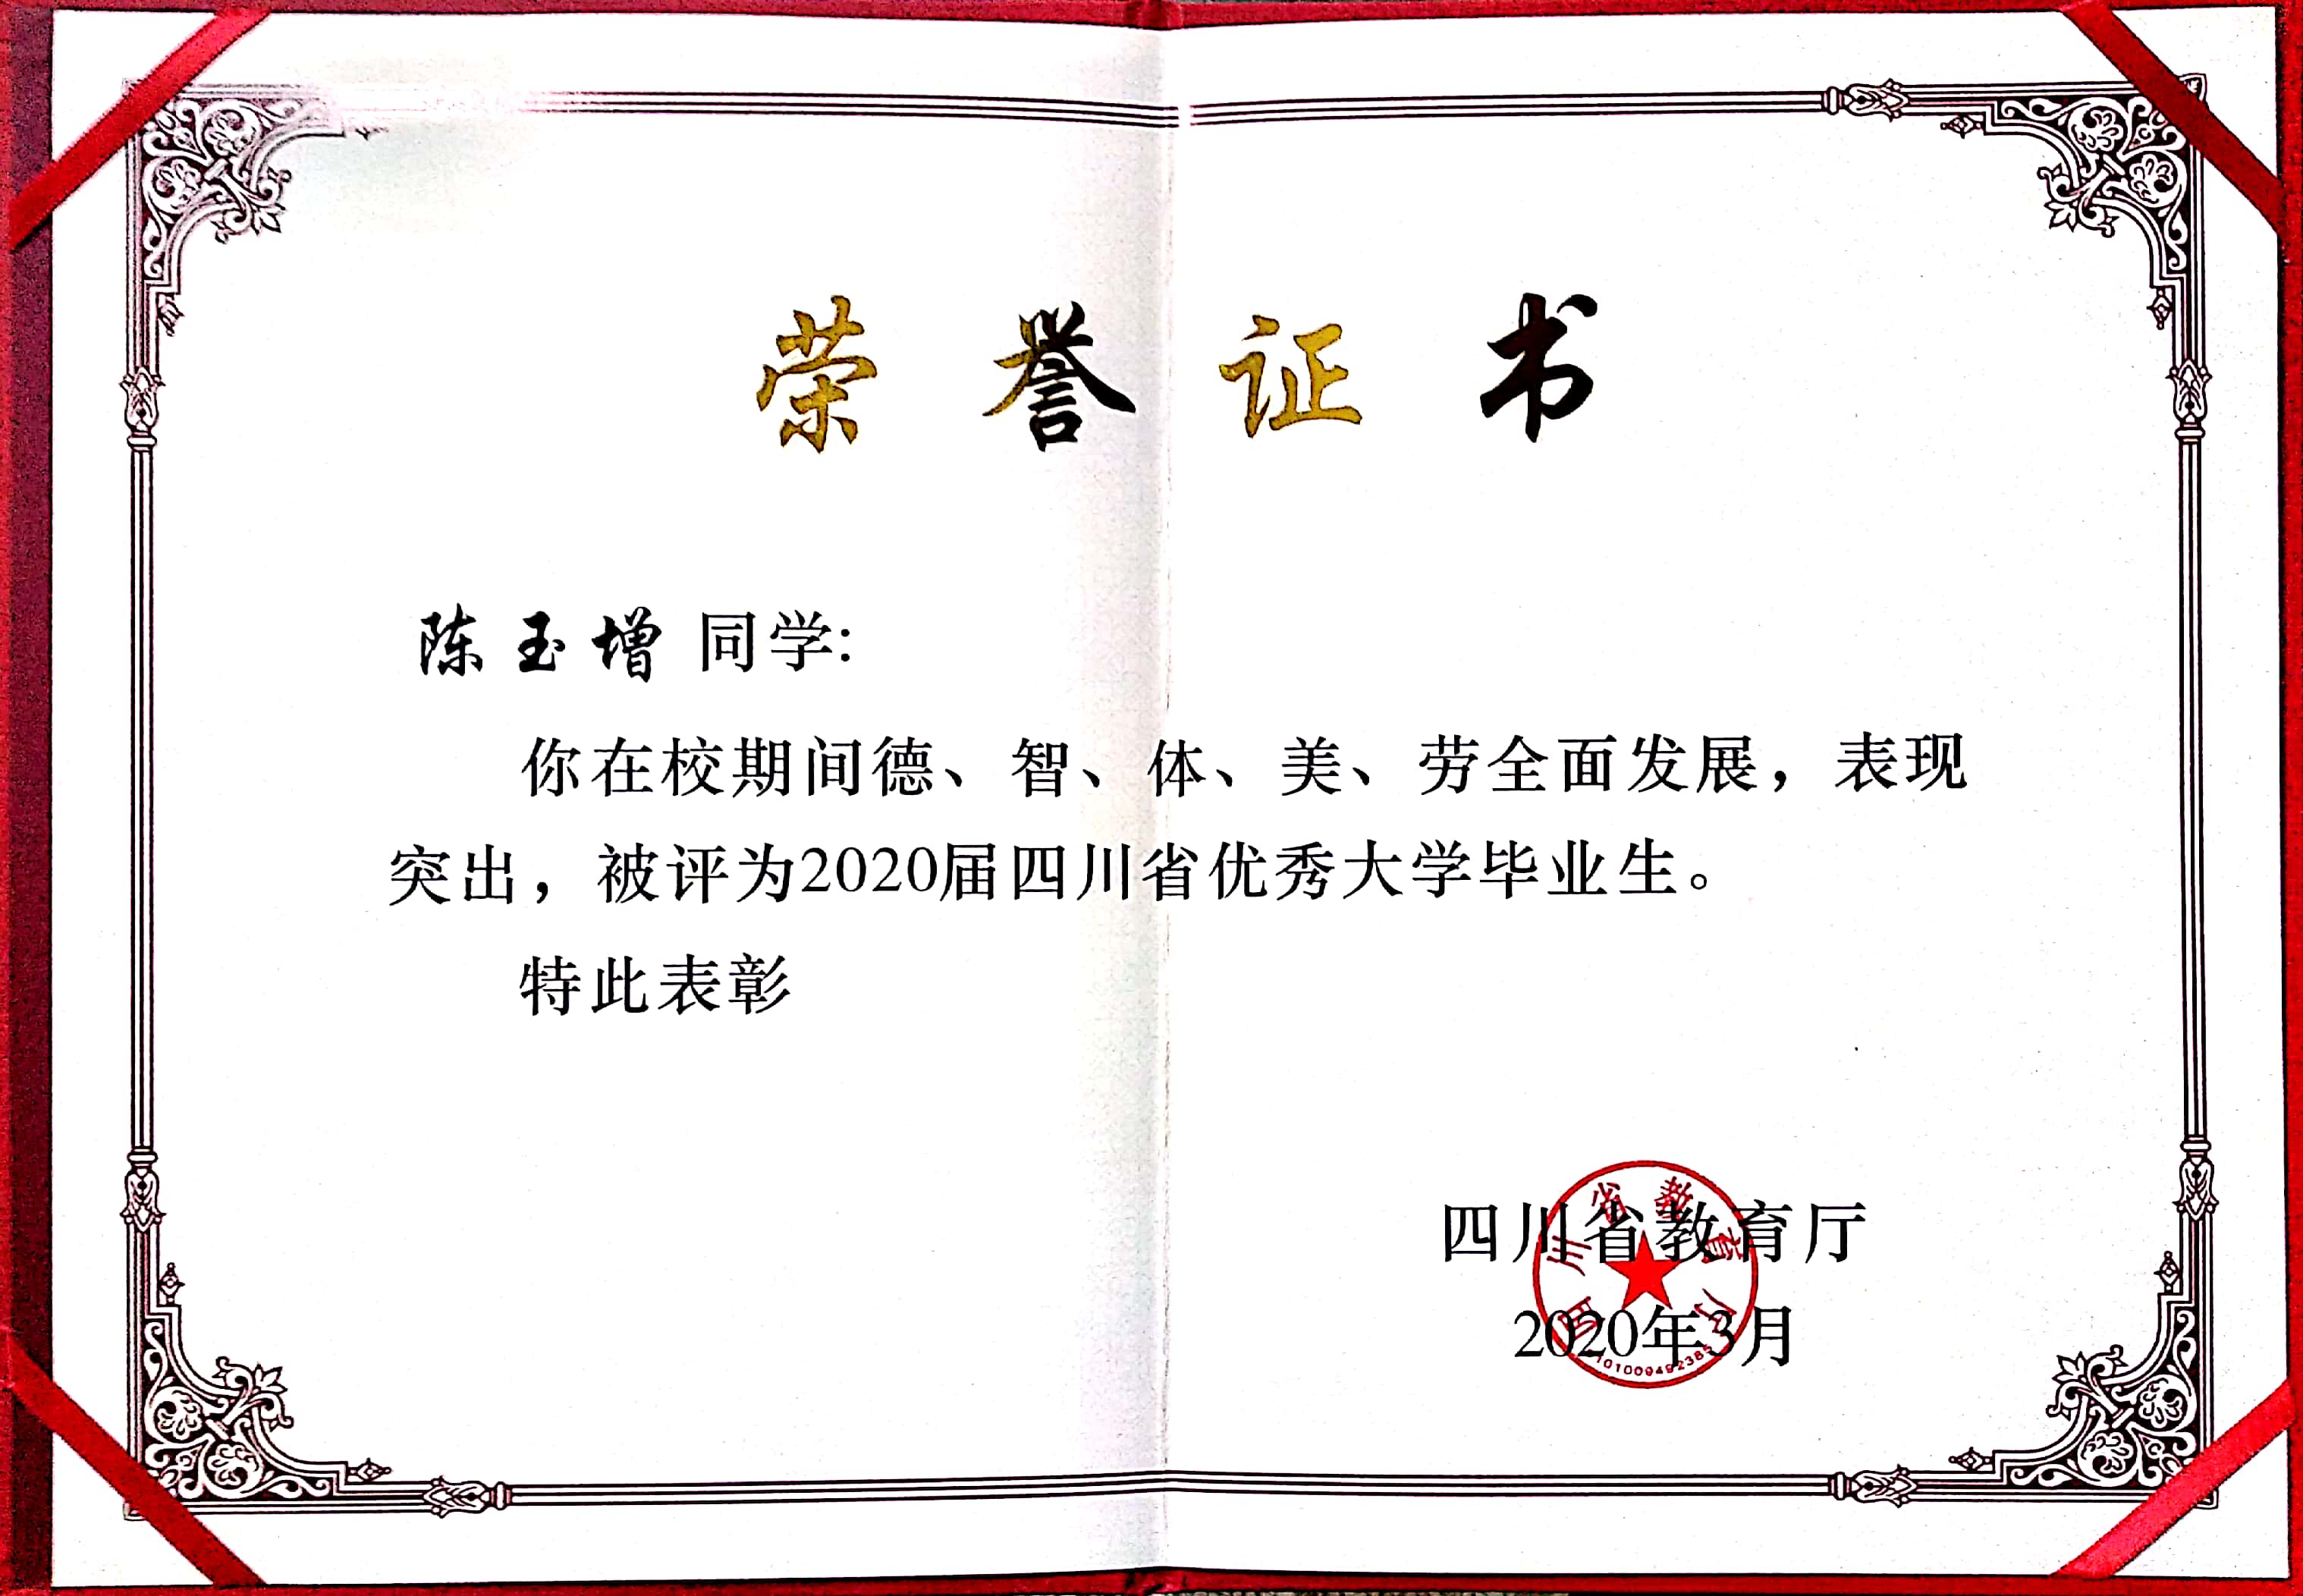 荣誉证书
陈玉增 同学:
你在校期间德、智、体、美、劳全面发展，表现
突出，被评为2020届四川省优秀大学毕业生。
特此表彰
四川省教育厅
2020年3月
四川省教育厅